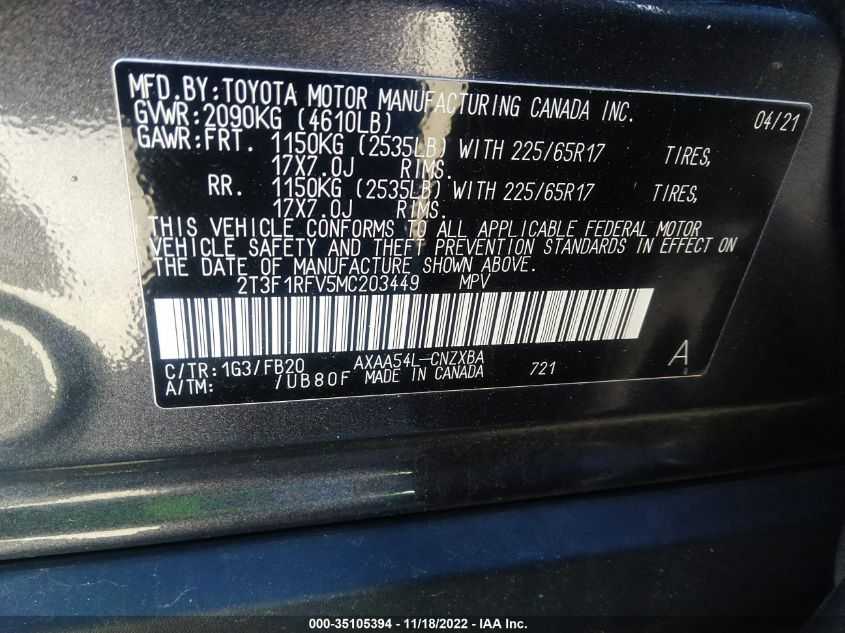 MFD.BY:TOYOTA MOTOR MANUFACTURING CANADA INC. 04/21
GVWR:2090KG (4610LB)
GAWR:FRT. 1150KG (2535LB) WITH 225/65R17 TIRES,
17X7.0J RIMS.
RR. 1150KG (2535LB) WITH 225/65R17 TIRES,
17X7.0J RIMS.
THIS VEHICLE CONFORMS TO ALL APPLICABLE FEDERAL MOTOR
VEHICLE SAFETY AND THEFT PREVENTION STANDARDS IN EFFECT ON
THE DATE OF MANUFACTURE SHOWN ABOVE.
2T3F1RFV5MC203449 MPV
C/TR:1G3/FB20 AXAA54L-CNZXBA A
A/TM: /UB80F MADE IN CANADA 721
000-35105394 - 11/18/2022 - IAA Inc.